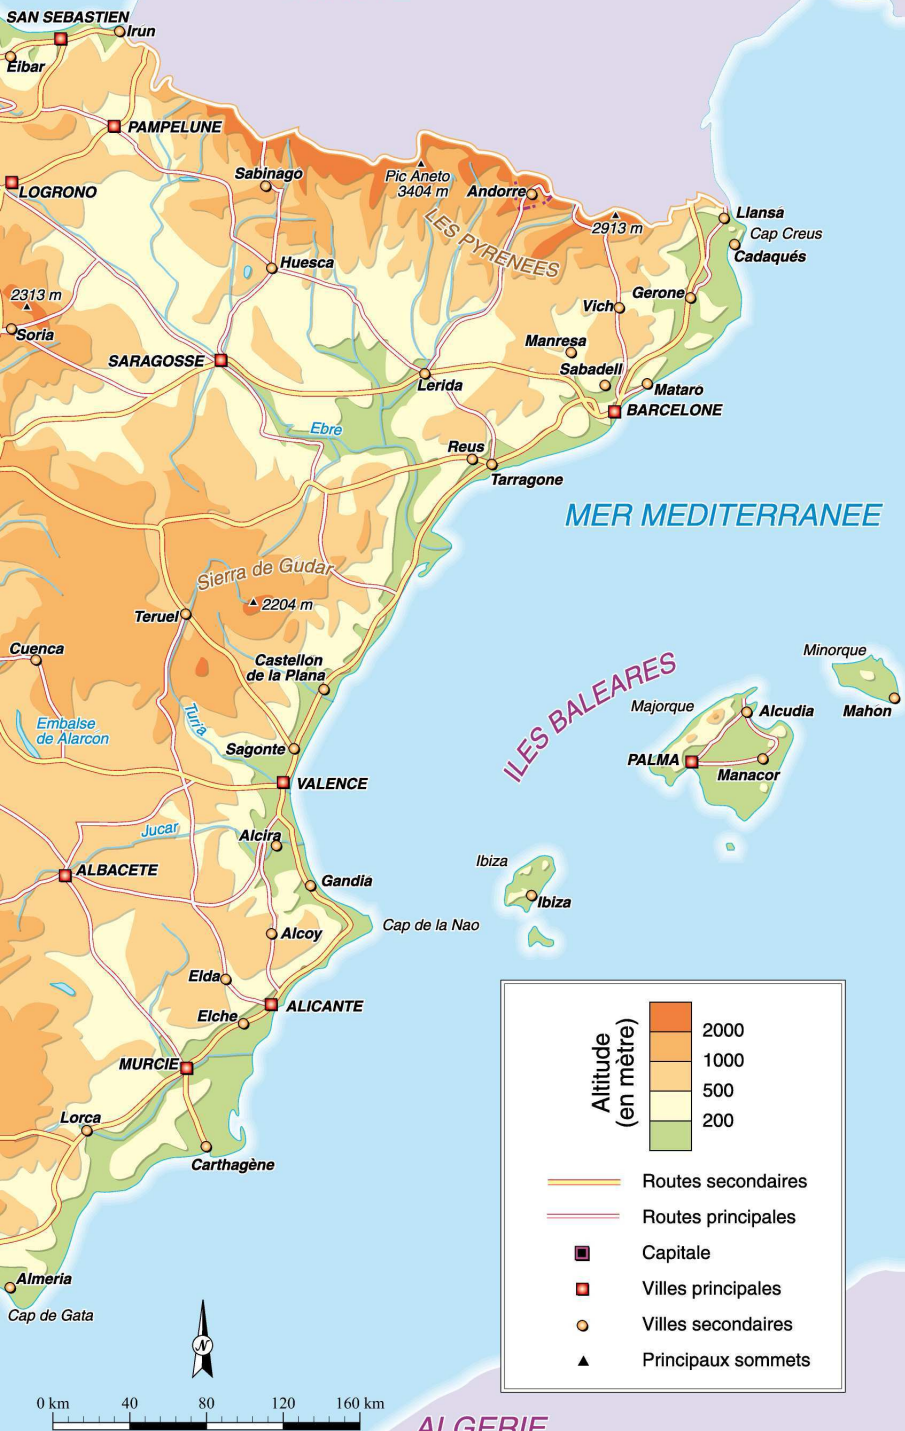 SAN SEBASTIEN
Irun
Eibar
PAMPELUNE
LOGRONO
Sabinago
Pic Aneto
3404 m
Andorre
2913 m
LES PYRENEES
Llansa
Cap Creus
Cadaqués
Huesca
2313 m
Soria
Vich
Gerone
SARAGOSSE
Manresa
Sabadell
Lerida
Mataro
BARCELONE
Ebre
Reus
Tarragone
MER MEDITERRANEE
Sierra de Gudar
2204 m
Teruel
Cuenca
Castellon
de la Plana
Minorque
ILES BALEARES
Majorque
Alcudia
Mahon
Embalse
de Alarcon
Turia
Sagonte
PALMA
Manacor
VALENCE
Jucar
Alcira
Ibiza
ALBACETE
Gandia
Ibiza
Cap de la Nao
Alcoy
Elda
ALICANTE
Elche
MURCIE
Lorca
Carthagène
Almeria
Cap de Gata
N
0 km 40 80 120 160 km
ALGERIE
Altitude
(en mètre)
2000
1000
500
200
Routes secondaires
Routes principales
Capitale
Villes principales
Villes secondaires
Principaux sommets